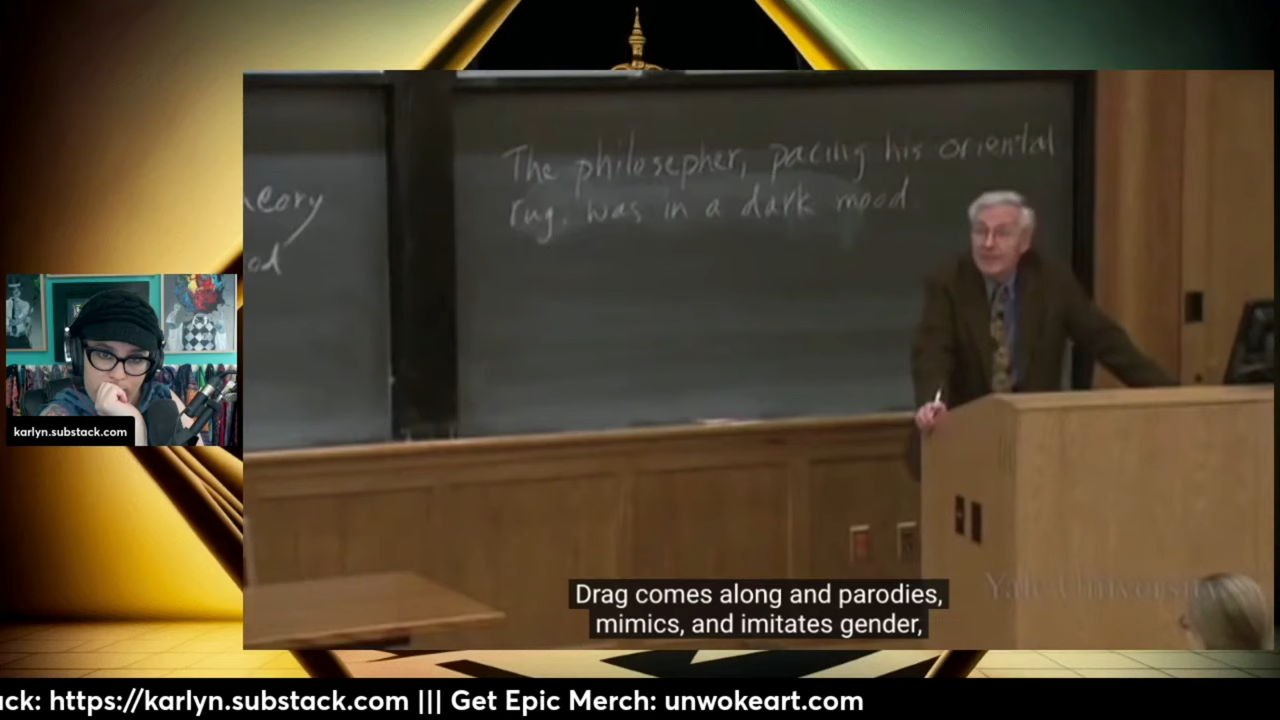 The philosepher, pacing his oriental
rug, was in a dark mood.
eory
od
karlyn.substack.com
Drag comes along and parodies,
mimics, and imitates gender,
Yale University
ck: https://karlyn.substack.com ||| Get Epic Merch: unwokeart.com